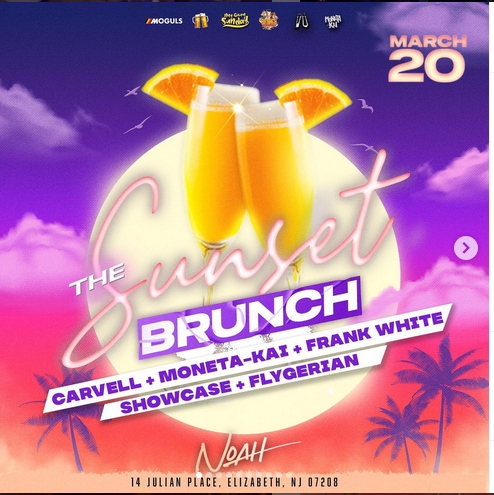 MOGULS
MARCH
20
THE
Sunset
BRUNCH
CARVELL + MONETA-KAI + FRANK WHITE
SHOWCASE + FLYGERIAN
NOAH
14 JULIAN PLACE, ELIZABETH, NJ 07208